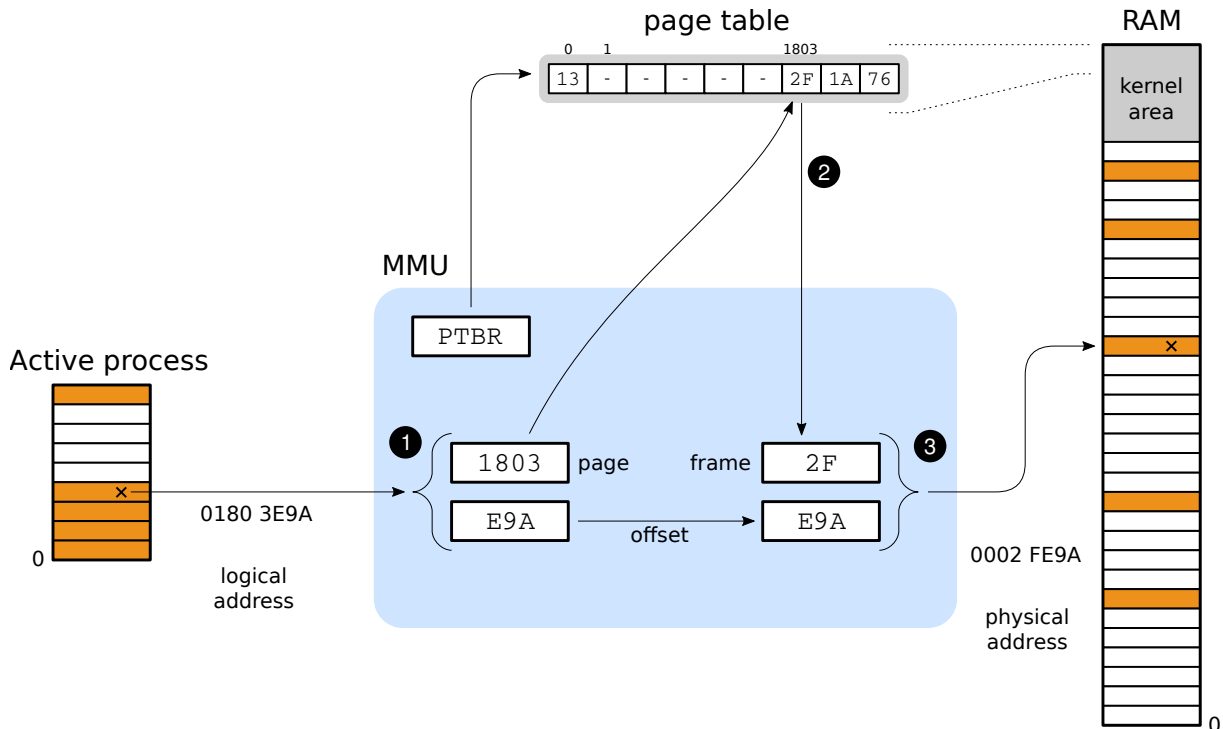 page table
RAM
0 1 1803
13 - - - - - 2F 1A 76
kernel
area
2
MMU
PTBR
Active process
1
1803 page
frame 2F
3
0180 3E9A
E9A
offset
E9A
0
logical
address
0002 FE9A
physical
address
0